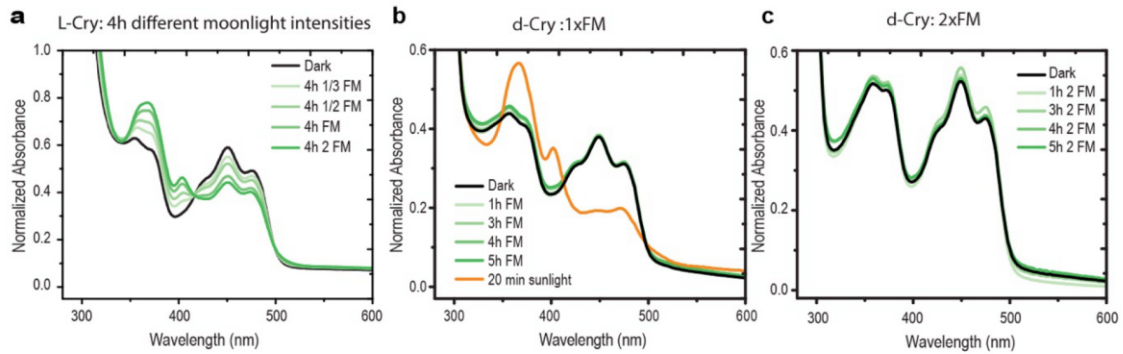 a
L-Cry: 4h different moonlight intensities
Normalized Absorbance
1.0
0.8
0.6
0.4
0.2
0.0
Dark
4h 1/3 FM
4h 1/2 FM
4h FM
4h 2 FM
300 400 500 600
Wavelength (nm)
b
d-Cry :1xFM
Normalized Absorbance
0.6
0.4
0.2
0.0
Dark
1h FM
3h FM
4h FM
5h FM
20 min sunlight
300 400 500 600
Wavelength (nm)
c
d-Cry: 2xFM
Normalized Absorbance
0.6
0.4
0.2
0.0
Dark
1h 2 FM
3h 2 FM
4h 2 FM
5h 2 FM
300 400 500 600
Wavelength (nm)